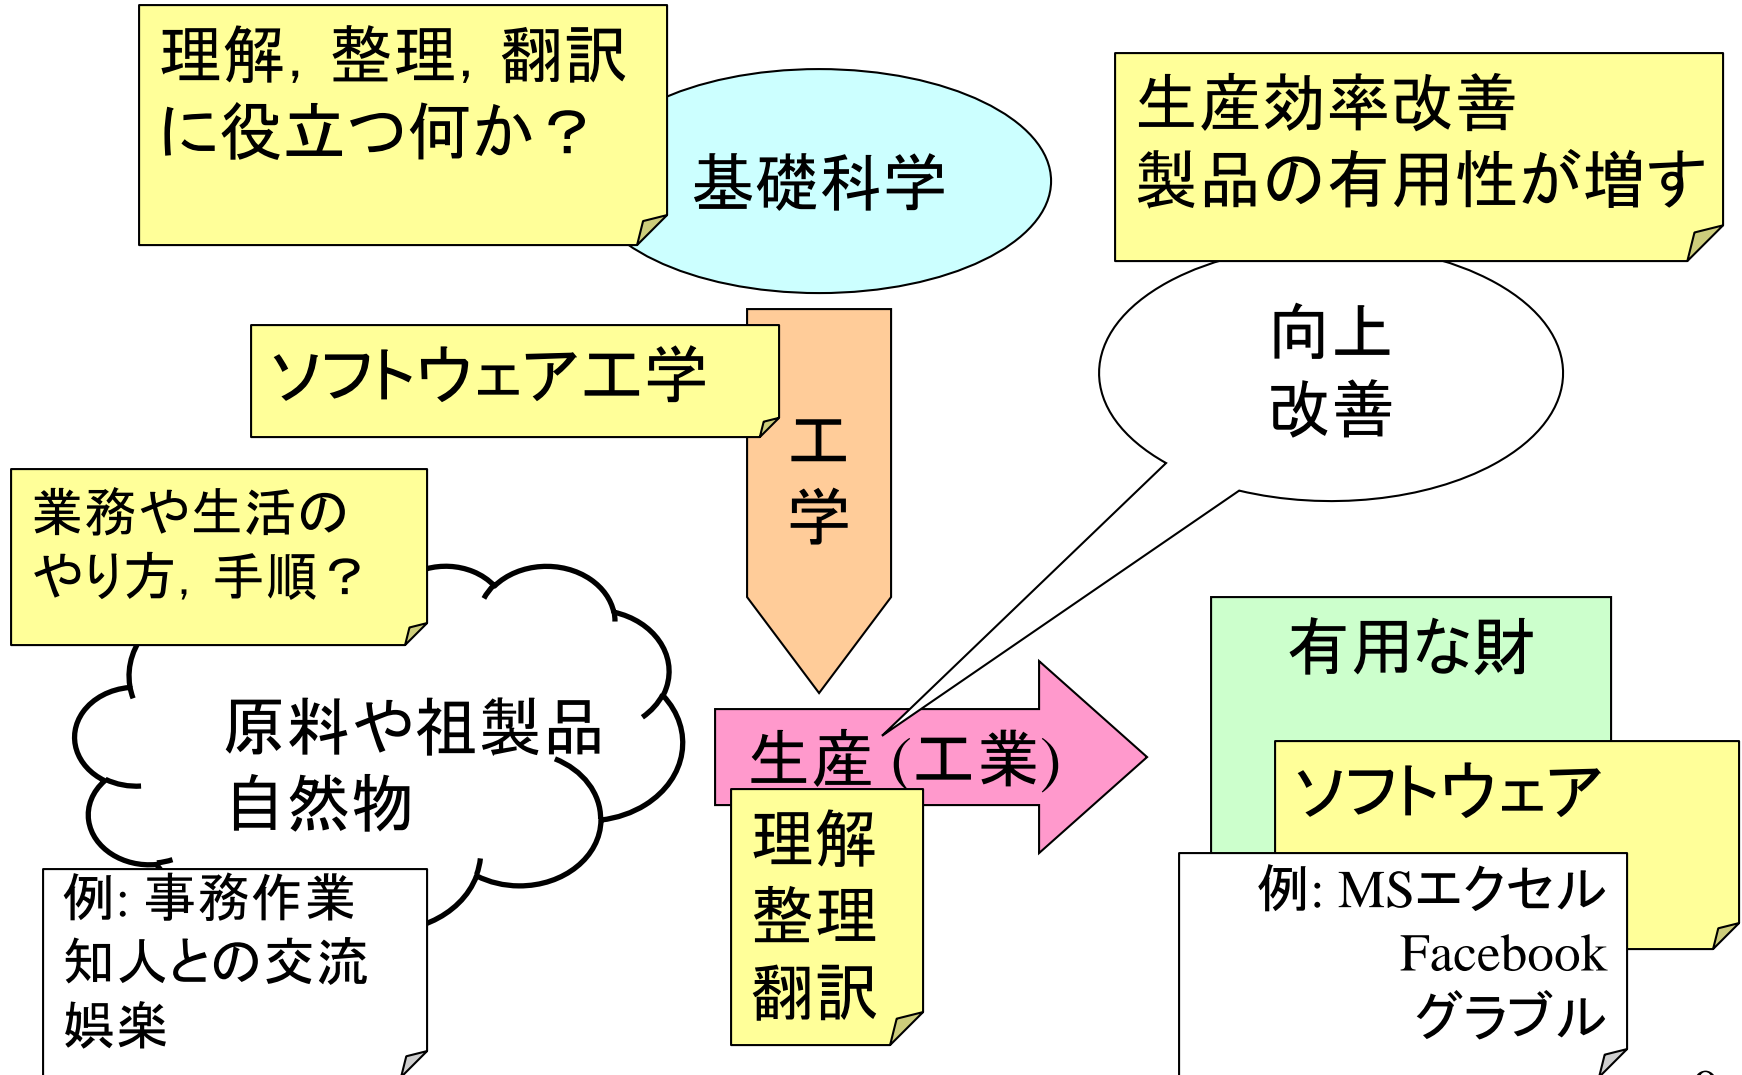 理解，整理，翻訳
に役立つ何か？
基礎科学
生産効率改善
製品の有用性が増す
向上
改善
ソフトウェア工学
工
学
業務や生活の
やり方，手順？
原料や祖製品
自然物
例: 事務作業
知人との交流
娯楽
生産 (工業)
理解
整理
翻訳
有用な財
ソフトウェア
例: MSエクセル
Facebook
グラブル